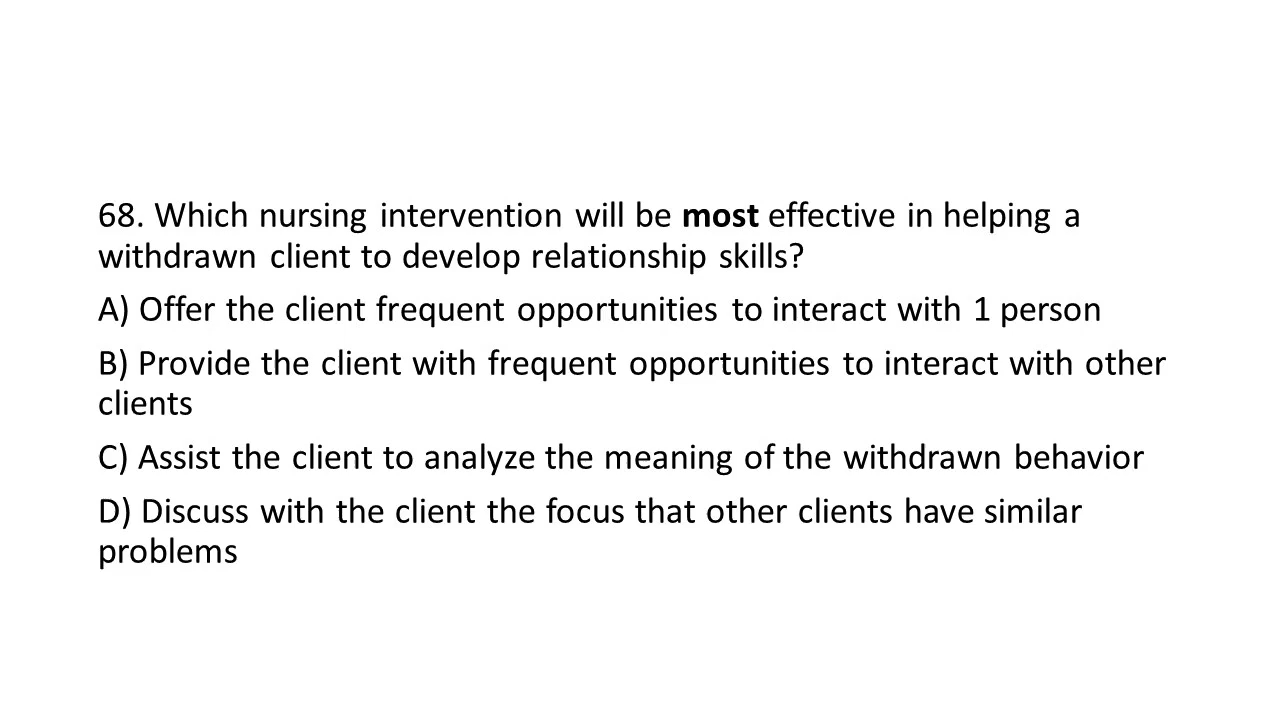 68. Which nursing intervention will be most effective in helping a
withdrawn client to develop relationship skills?
A) Offer the client frequent opportunities to interact with 1 person
B) Provide the client with frequent opportunities to interact with other
clients
C) Assist the client to analyze the meaning of the withdrawn behavior
D) Discuss with the client the focus that other clients have similar
problems